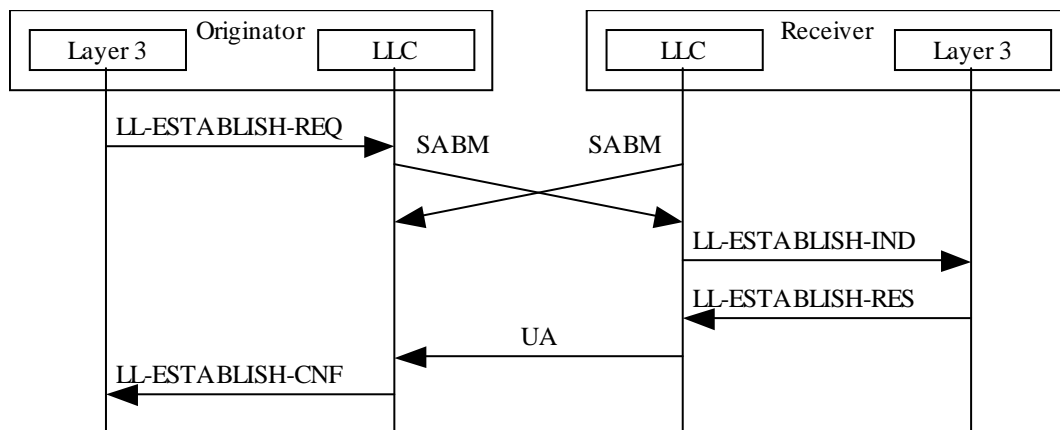 Originator
Receiver
Layer 3
LLC
LLC
Layer 3
LL-ESTABLISH-REQ
SABM
SABM
LL-ESTABLISH-IND
LL-ESTABLISH-RES
UA
LL-ESTABLISH-CNF